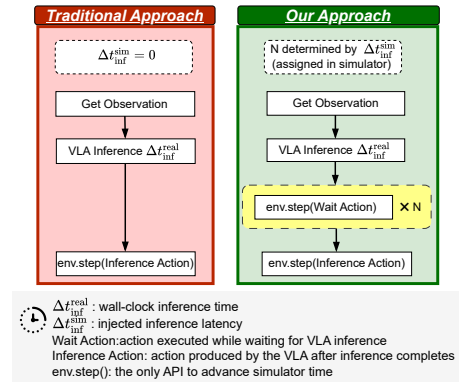 Traditional Approach
Δt_inf^sim = 0
Get Observation
VLA Inference Δt_inf^real
env.step(Inference Action)
Our Approach
N determined by Δt_inf^sim
(assigned in simulator)
Get Observation
VLA Inference Δt_inf^real
env.step(Wait Action)
× N
env.step(Inference Action)
Δt_inf^real : wall-clock inference time
Δt_inf^sim : injected inference latency
Wait Action:action executed while waiting for VLA inference
Inference Action: action produced by the VLA after inference completes
env.step(): the only API to advance simulator time